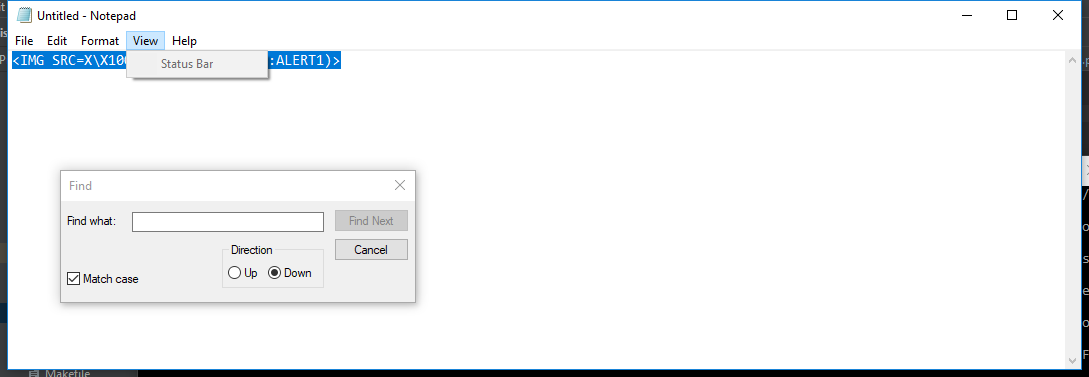 Untitled - Notepad
File Edit Format View Help
<IMG SRC=X\X10 :ALERT1)>
Status Bar
Find
Find what:
Find Next
Cancel
Direction
Up Down
Match case
Makefile